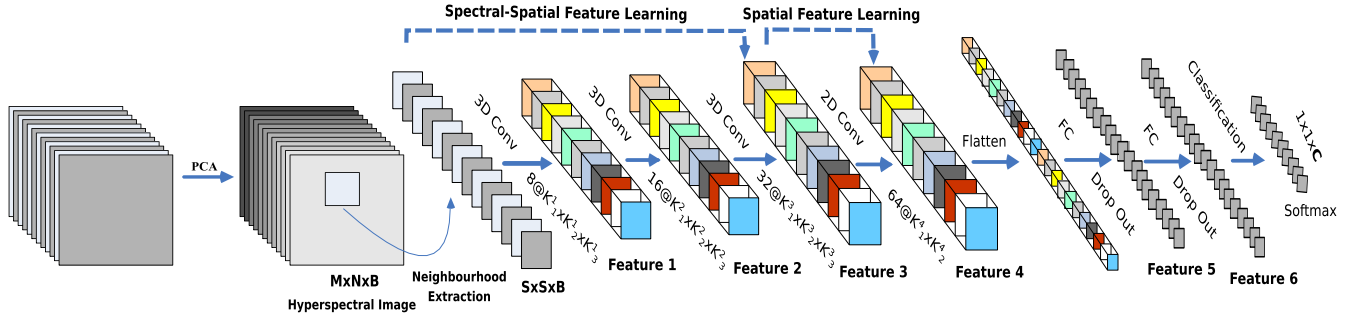 Spectral-Spatial Feature Learning
Spatial Feature Learning
PCA
MxNxB
Hyperspectral Image
Neighbourhood
Extraction
SxSxB
3D Conv
8@K¹₁xK¹₂xK¹₃
Feature 1
3D Conv
16@K²₁xK²₂xK²₃
Feature 2
3D Conv
32@K³₁xK³₂xK³₃
Feature 3
2D Conv
64@K⁴₁xK⁴₂
Feature 4
Flatten
FC
Drop Out
Feature 5
FC
Drop Out
Feature 6
Classification
1x1xC
Softmax